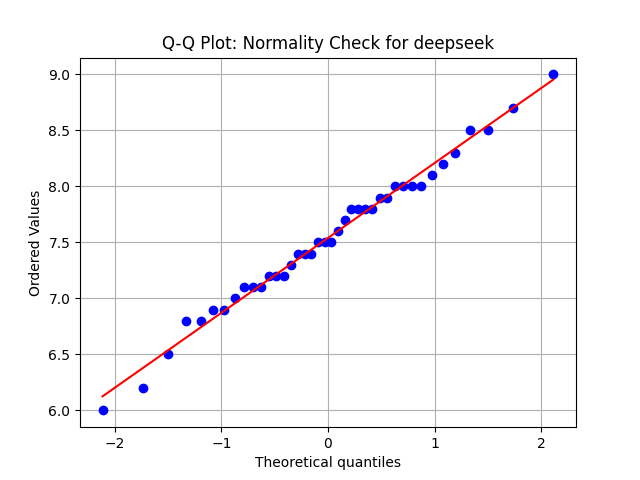 Q-Q Plot: Normality Check for deepseek
Ordered Values
9.0
8.5
8.0
7.5
7.0
6.5
6.0
−2 −1 0 1 2
Theoretical quantiles